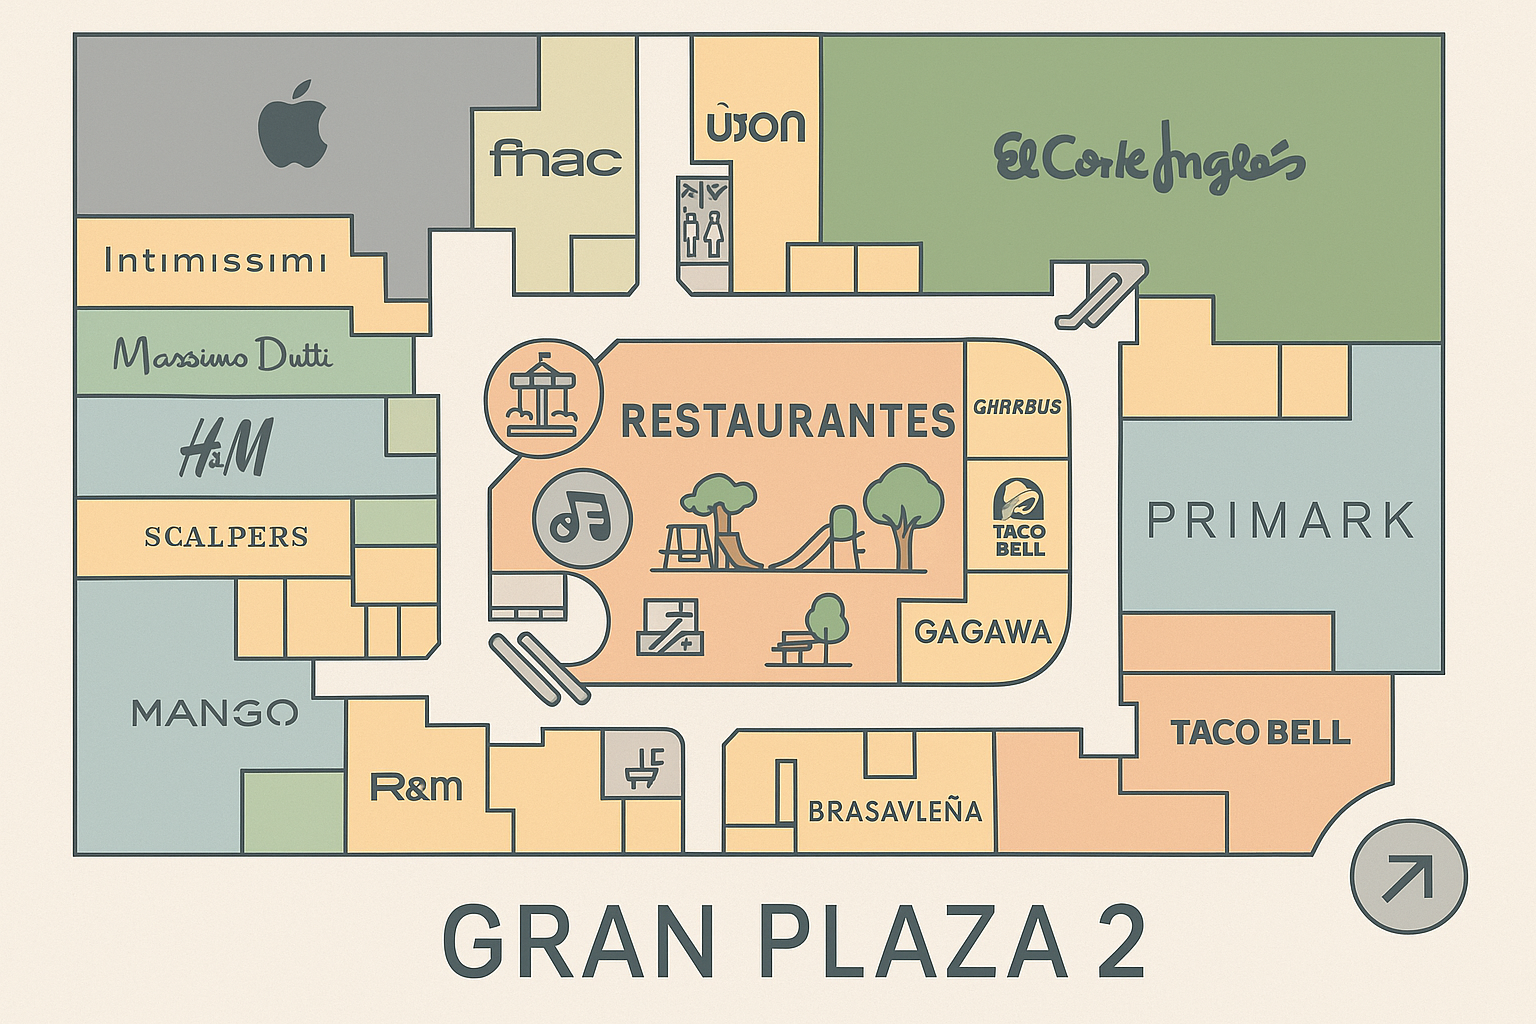 fnac
ûson
El Corte Inglés
Intimissimi
Massimo Dutti
RESTAURANTES
GHRRBUS
H&M
TACO
BELL
PRIMARK
SCALPERS
GAGAWA
MANGO
TACO BELL
R&m
BRASAVLEÑA
GRAN PLAZA 2